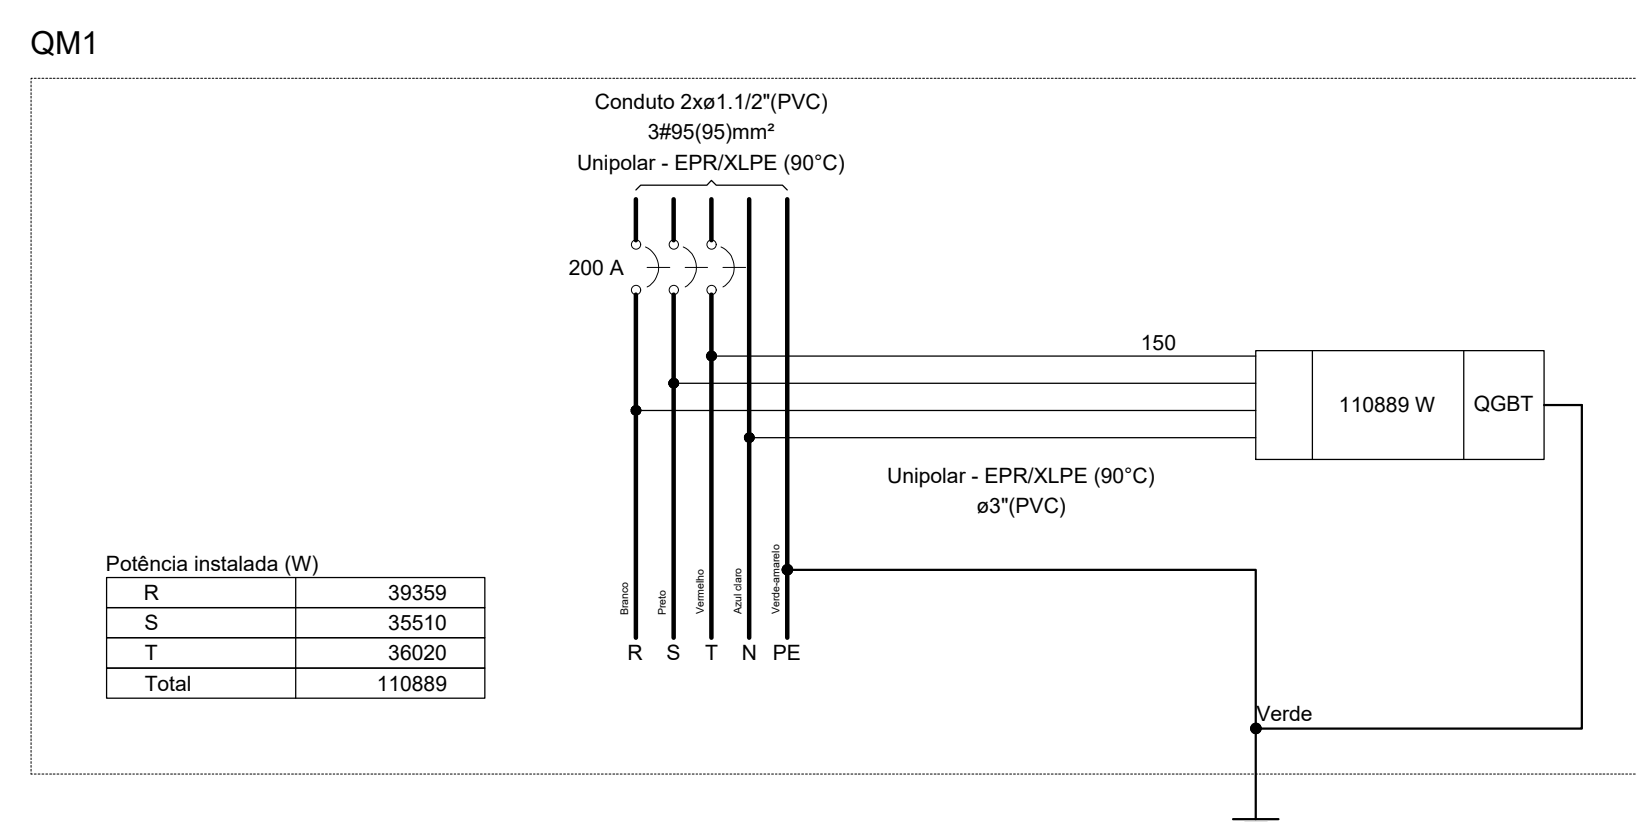 QM1
Conduto 2xø1.1/2"(PVC)
3#95(95)mm²
Unipolar - EPR/XLPE (90°C)
200 A
150
110889 W
QGBT
Unipolar - EPR/XLPE (90°C)
ø3"(PVC)
Potência instalada (W)
R 39359
S 35510
T 36020
Total 110889
Branco
Preto
Vermelho
Azul claro
Verde-amarelo
R S T N PE
Verde